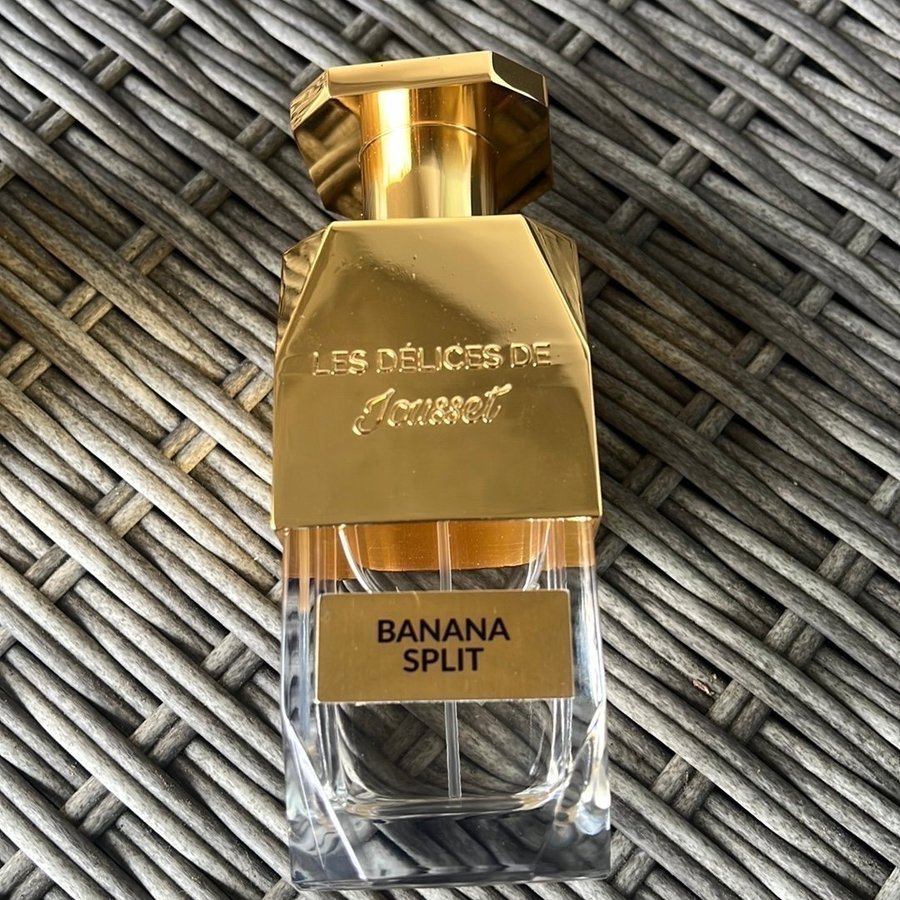 LES DÉLICES DE
Jousset
BANANA
SPLIT